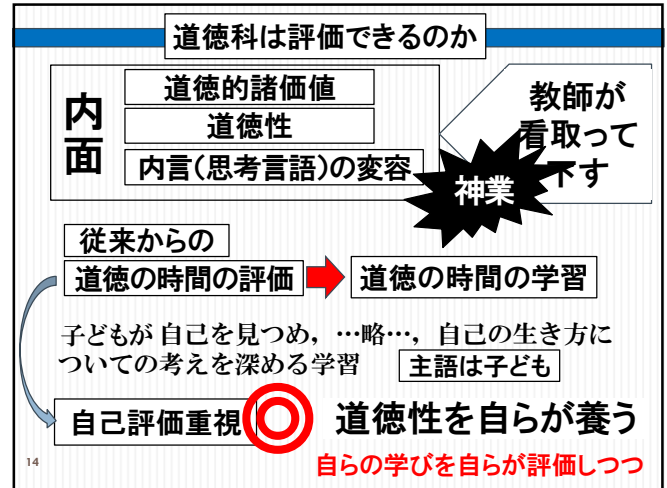 道徳科は評価できるのか
内面
道徳的諸価値
道徳性
内言(思考言語)の変容
教師が
看取って
下す
神業
従来からの
道徳の時間の評価
道徳の時間の学習
子どもが 自己を見つめ，…略…，自己の生き方に
ついての考えを深める学習
主語は子ども
自己評価重視
道徳性を自らが養う
自らの学びを自らが評価しつつ
14